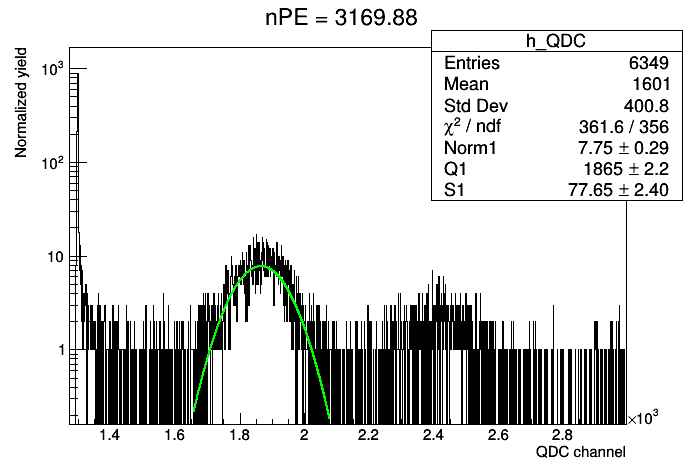 nPE = 3169.88
h_QDC
Entries 6349
Mean 1601
Std Dev 400.8
χ² / ndf 361.6 / 356
Norm1 7.75 ± 0.29
Q1 1865 ± 2.2
S1 77.65 ± 2.40
Normalized yield
10³
10²
10
1
1.4 1.6 1.8 2 2.2 2.4 2.6 2.8
×10³
QDC channel